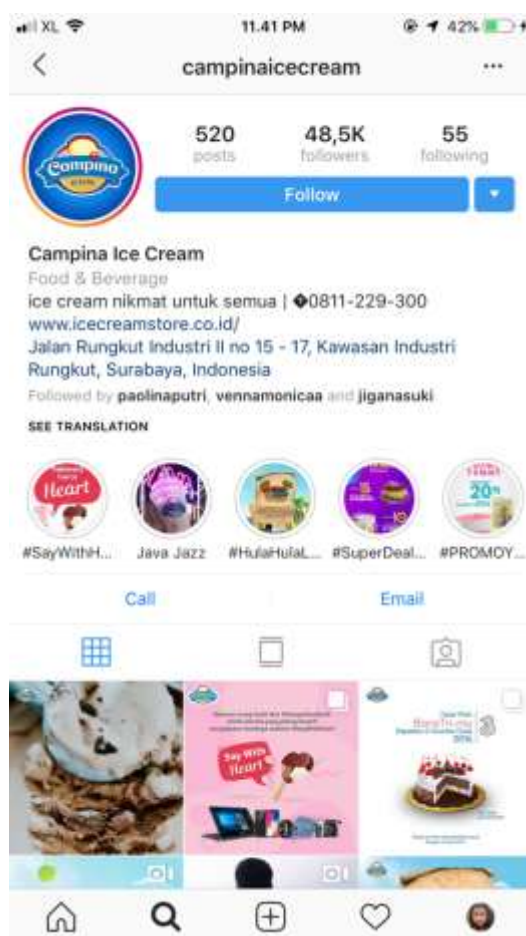 XL 11.41 PM 42%
campinaicecream
520 48,5K 55
posts followers following
Follow
Campina
Campina Ice Cream
Food & Beverage
ice cream nikmat untuk semua | �0811-229-300
www.icecreamstore.co.id/
Jalan Rungkut Industri II no 15 - 17, Kawasan Industri
Rungkut, Surabaya, Indonesia
Followed by paolinaputri, vennamonicaa and jiganasuki
SEE TRANSLATION
Heart
20%
#SayWithH... Java Jazz #HulaHulaL... #SuperDeal... #PROMOY...
Call Email
Say With
Heart